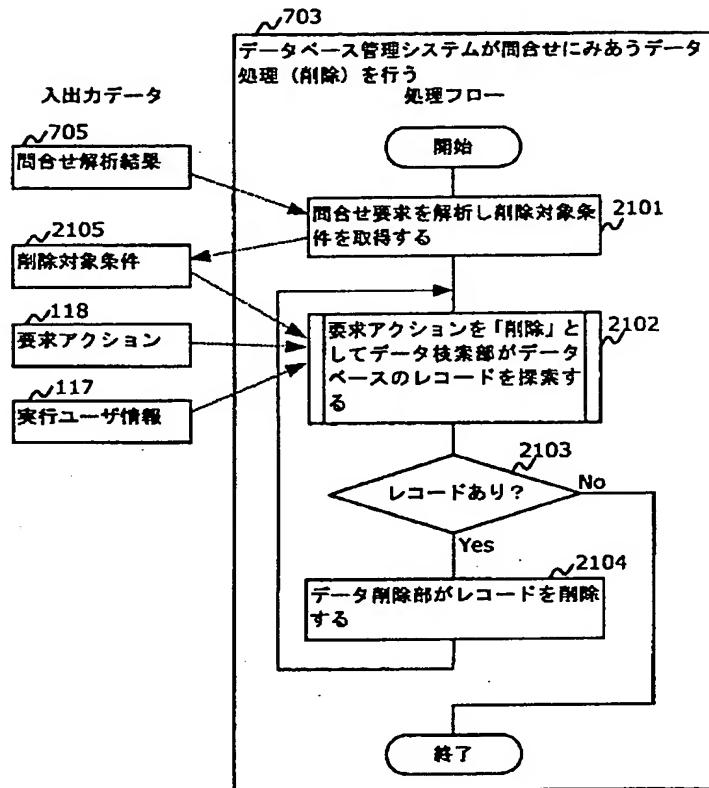 703
データベース管理システムが問合せにみあうデータ
処理（削除）を行う
入出力データ
処理フロー
705
問合せ解析結果
開始
2101
問合せ要求を解析し削除対象条
件を取得する
2105
削除対象条件
118
要求アクション
117
実行ユーザ情報
2102
要求アクションを「削除」と
してデータ検索部がデータ
ベースのレコードを探索す
る
2103
レコードあり？
No
Yes
2104
データ削除部がレコードを削除
する
終了